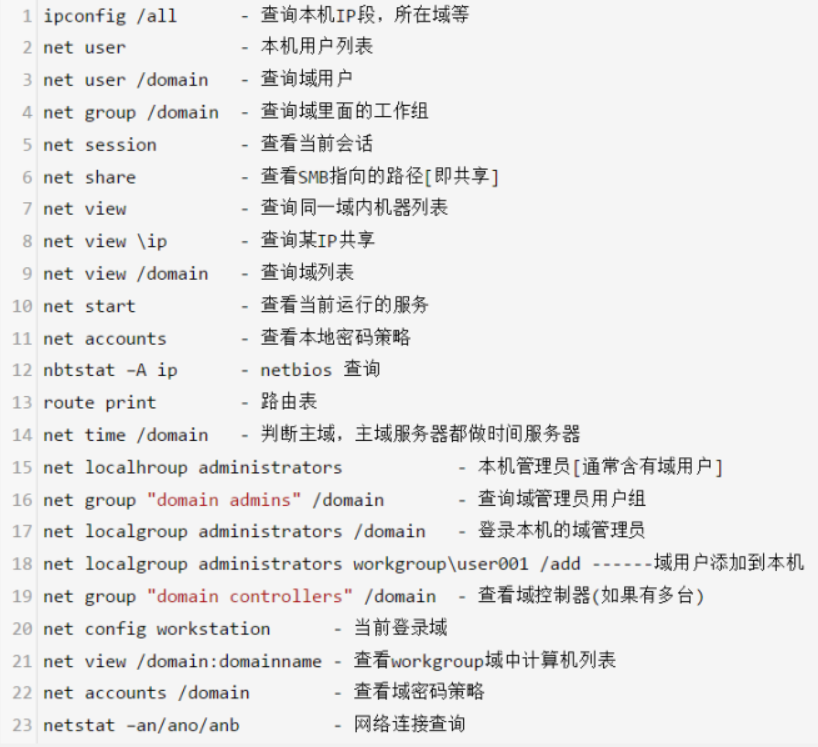 1 ipconfig /all - 查询本机IP段，所在域等
2 net user - 本机用户列表
3 net user /domain - 查询域用户
4 net group /domain - 查询域里面的工作组
5 net session - 查看当前会话
6 net share - 查看SMB指向的路径[即共享]
7 net view - 查询同一域内机器列表
8 net view \ip - 查询某IP共享
9 net view /domain - 查询域列表
10 net start - 查看当前运行的服务
11 net accounts - 查看本地密码策略
12 nbtstat –A ip - netbios 查询
13 route print - 路由表
14 net time /domain - 判断主域，主域服务器都做时间服务器
15 net localhroup administrators - 本机管理员[通常含有域用户]
16 net group "domain admins" /domain - 查询域管理员用户组
17 net localgroup administrators /domain - 登录本机的域管理员
18 net localgroup administrators workgroup\user001 /add ------域用户添加到本机
19 net group "domain controllers" /domain - 查看域控制器(如果有多台)
20 net config workstation - 当前登录域
21 net view /domain:domainname - 查看workgroup域中计算机列表
22 net accounts /domain - 查看域密码策略
23 netstat –an/ano/anb - 网络连接查询